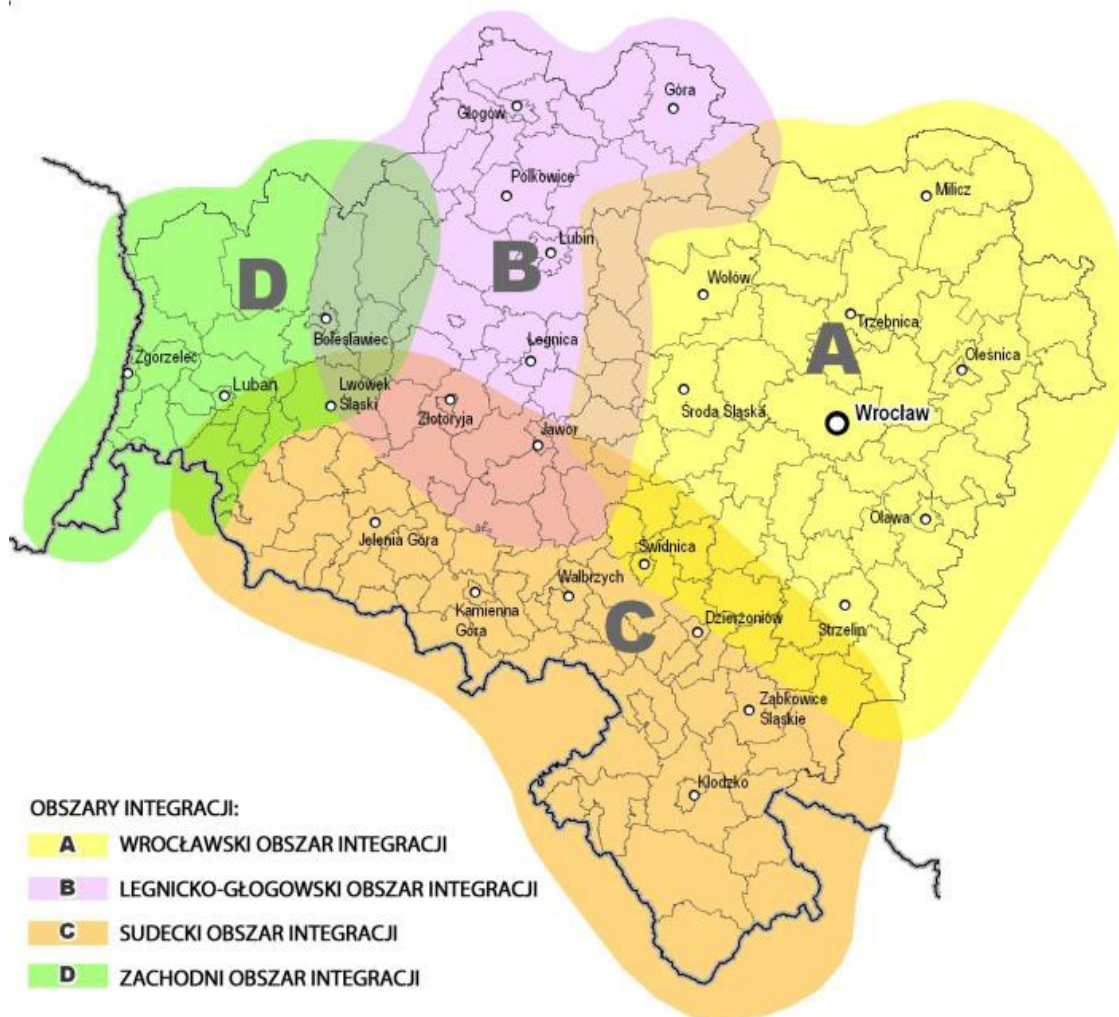 Głogów
Góra
Polkowice
Milicz
Lubin
B
D
Wołów
Trzebnica
Bolesławiec
A
Legnica
Oleśnica
Zgorzelec
Lubań
Lwówek
Śląski
Złotoryja
Środa Śląska
Wrocław
Jawor
Oława
Jelenia Góra
Świdnica
Wałbrzych
Kamienna
Góra
C
Dzierżoniów
Strzelin
Ząbkowice
Śląskie
Kłodzko
OBSZARY INTEGRACJI:
A WROCŁAWSKI OBSZAR INTEGRACJI
B LEGNICKO-GŁOGOWSKI OBSZAR INTEGRACJI
C SUDECKI OBSZAR INTEGRACJI
D ZACHODNI OBSZAR INTEGRACJI